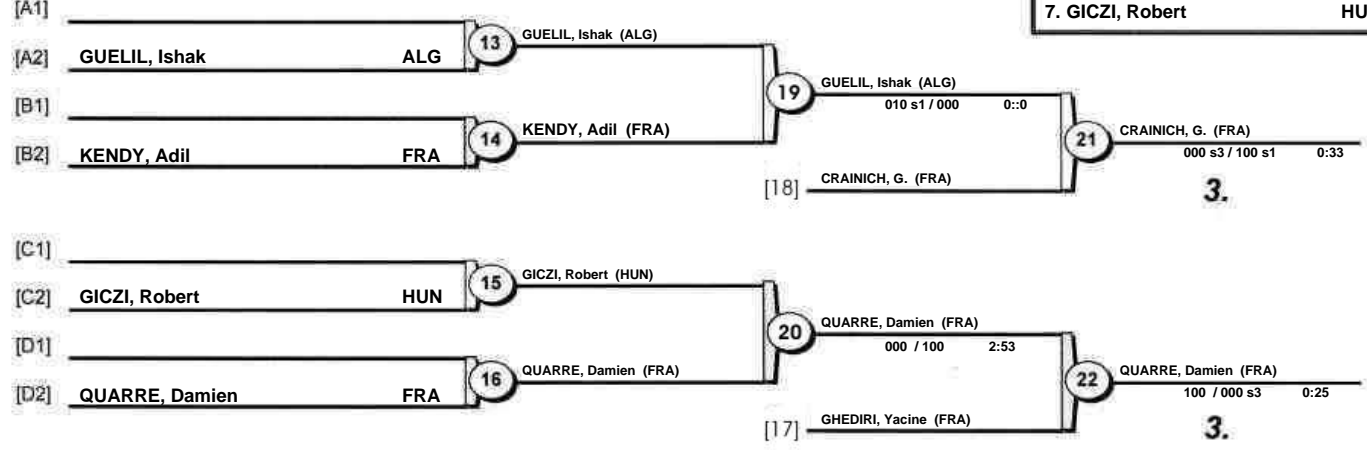 [A1]
7. GICZI, Robert HU
13 GUELIL, Ishak (ALG)
[A2] GUELIL, Ishak ALG
19 GUELIL, Ishak (ALG)
010 s1 / 000 0::0
[B1]
14 KENDY, Adil (FRA)
21 CRAINICH, G. (FRA)
000 s3 / 100 s1 0:33
[B2] KENDY, Adil FRA
[18] CRAINICH, G. (FRA)
3.
[C1]
15 GICZI, Robert (HUN)
[C2] GICZI, Robert HUN
20 QUARRE, Damien (FRA)
000 / 100 2:53
[D1]
16 QUARRE, Damien (FRA)
22 QUARRE, Damien (FRA)
100 / 000 s3 0:25
[D2] QUARRE, Damien FRA
[17] GHEDIRI, Yacine (FRA)
3.